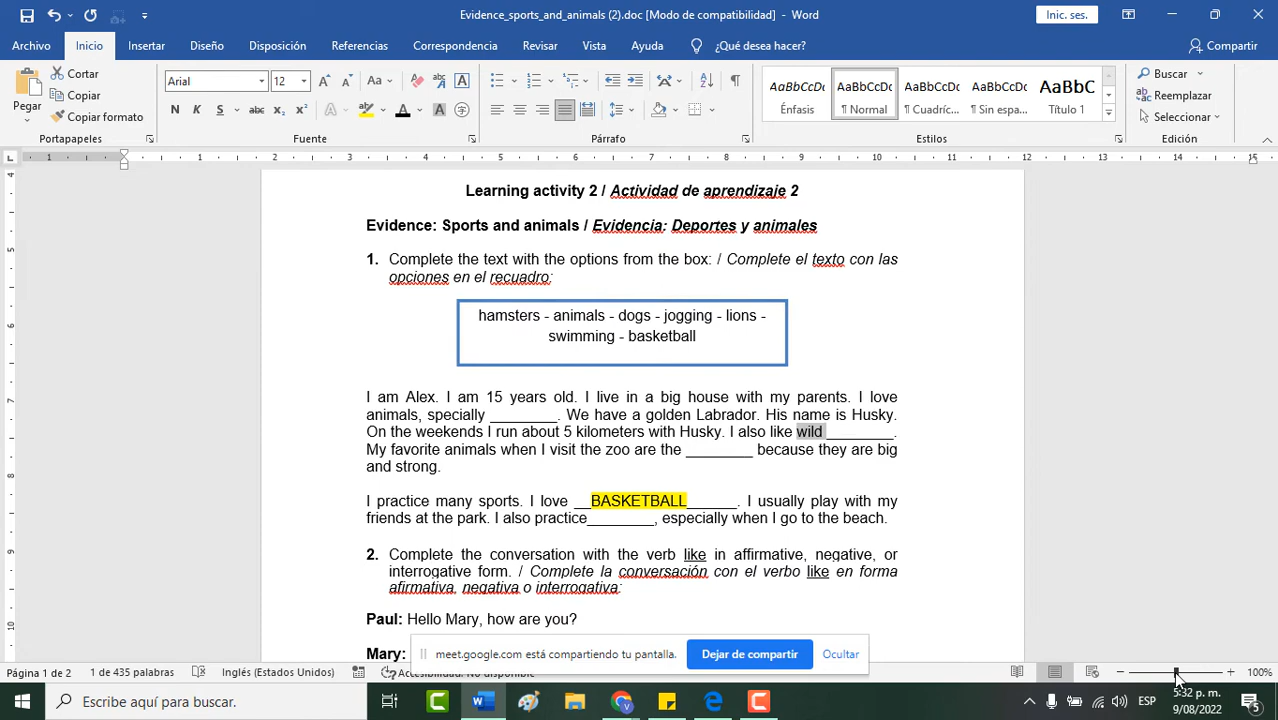 Evidence_sports_and_animals (2).doc [Modo de compatibilidad] - Word
Inic. ses.
Archivo Inicio Insertar Diseño Disposición Referencias Correspondencia Revisar Vista Ayuda ¿Qué desea hacer? Compartir
Pegar
Cortar
Copiar
Copiar formato
Arial 12
AaBbCcDc AaBbCcDc AaBbCcDc AaBbCcDc AaBbCc
Énfasis ¶ Normal ¶ Cuadríc... ¶ Sin espa... Título 1
Buscar
Reemplazar
Seleccionar
Portapapeles Fuente Párrafo Estilos Edición
Learning activity 2 / Actividad de aprendizaje 2
Evidence: Sports and animals / Evidencia: Deportes y animales
1. Complete the text with the options from the box: / Complete el texto con las
opciones en el recuadro:
hamsters - animals - dogs - jogging - lions -
swimming - basketball
I am Alex. I am 15 years old. I live in a big house with my parents. I love
animals, specially ________. We have a golden Labrador. His name is Husky.
On the weekends I run about 5 kilometers with Husky. I also like wild ________.
My favorite animals when I visit the zoo are the ________ because they are big
and strong.
I practice many sports. I love __BASKETBALL______. I usually play with my
friends at the park. I also practice________, especially when I go to the beach.
2. Complete the conversation with the verb like in affirmative, negative, or
interrogative form. / Complete la conversación con el verbo like en forma
afirmativa, negativa o interrogativa:
Paul: Hello Mary, how are you?
Mary:
meet.google.com está compartiendo tu pantalla. Dejar de compartir Ocultar
Página 1 de 2 1 de 435 palabras Inglés (Estados Unidos) Accesibilidad: No disponible 100%
Escribe aquí para buscar.
ESP
5:32 p. m.
9/08/2022
5